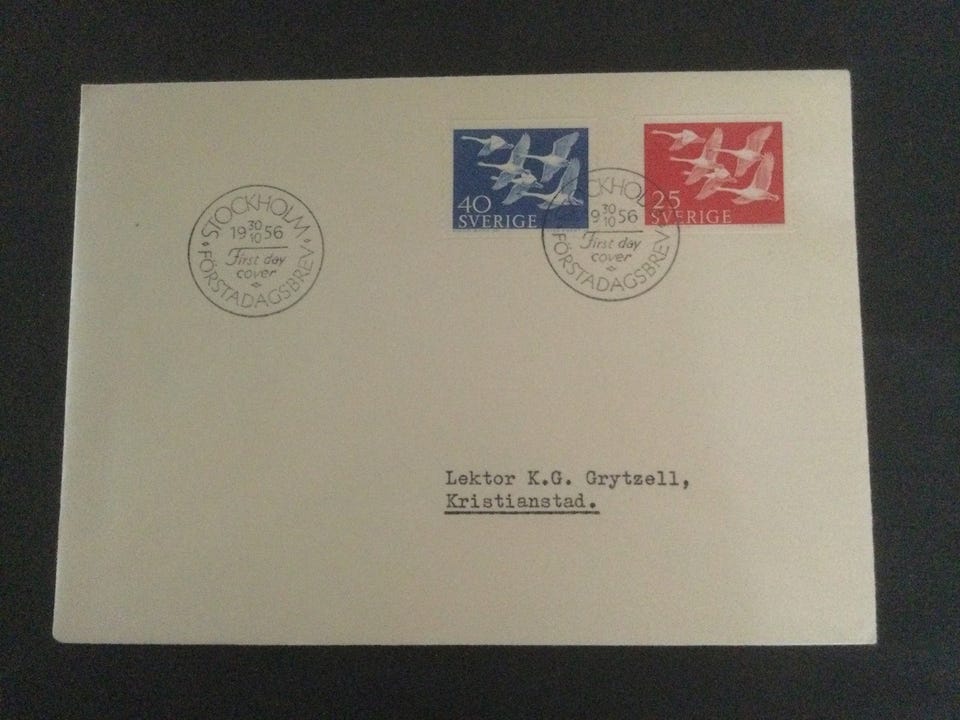 40
SVERIGE
25
SVERIGE
STOCKHOLM
19 30/10 56
First day
cover
FÖRSTADAGSBREV
STOCKHOLM
19 30/10 56
First day
cover
FÖRSTADAGSBREV
Lektor K.G. Grytzell,
Kristianstad.